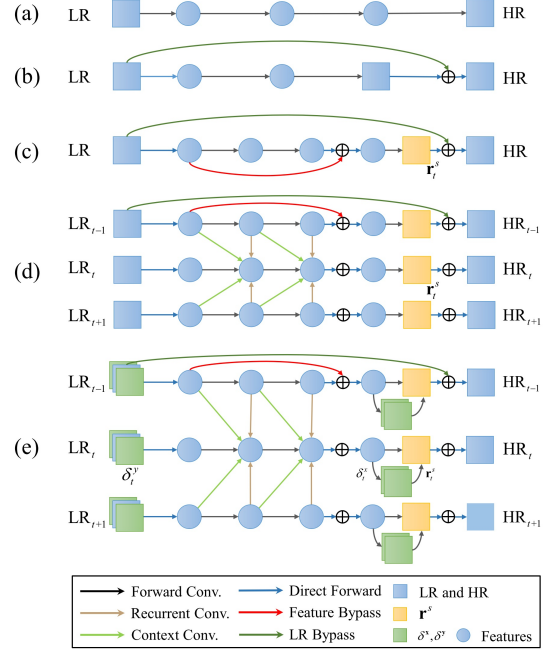 (a) LR HR
(b) LR HR
(c) LR HR
r_t^s
LR_{t−1} HR_{t−1}
(d) LR_t HR_t
r_t^s
LR_{t+1} HR_{t+1}
LR_{t−1} HR_{t−1}
(e) LR_t HR_t
δ_t^y δ_t^x r_t^s
LR_{t+1} HR_{t+1}
Forward Conv. Direct Forward LR and HR
Recurrent Conv. Feature Bypass r^s
Context Conv. LR Bypass δ^x, δ^y Features